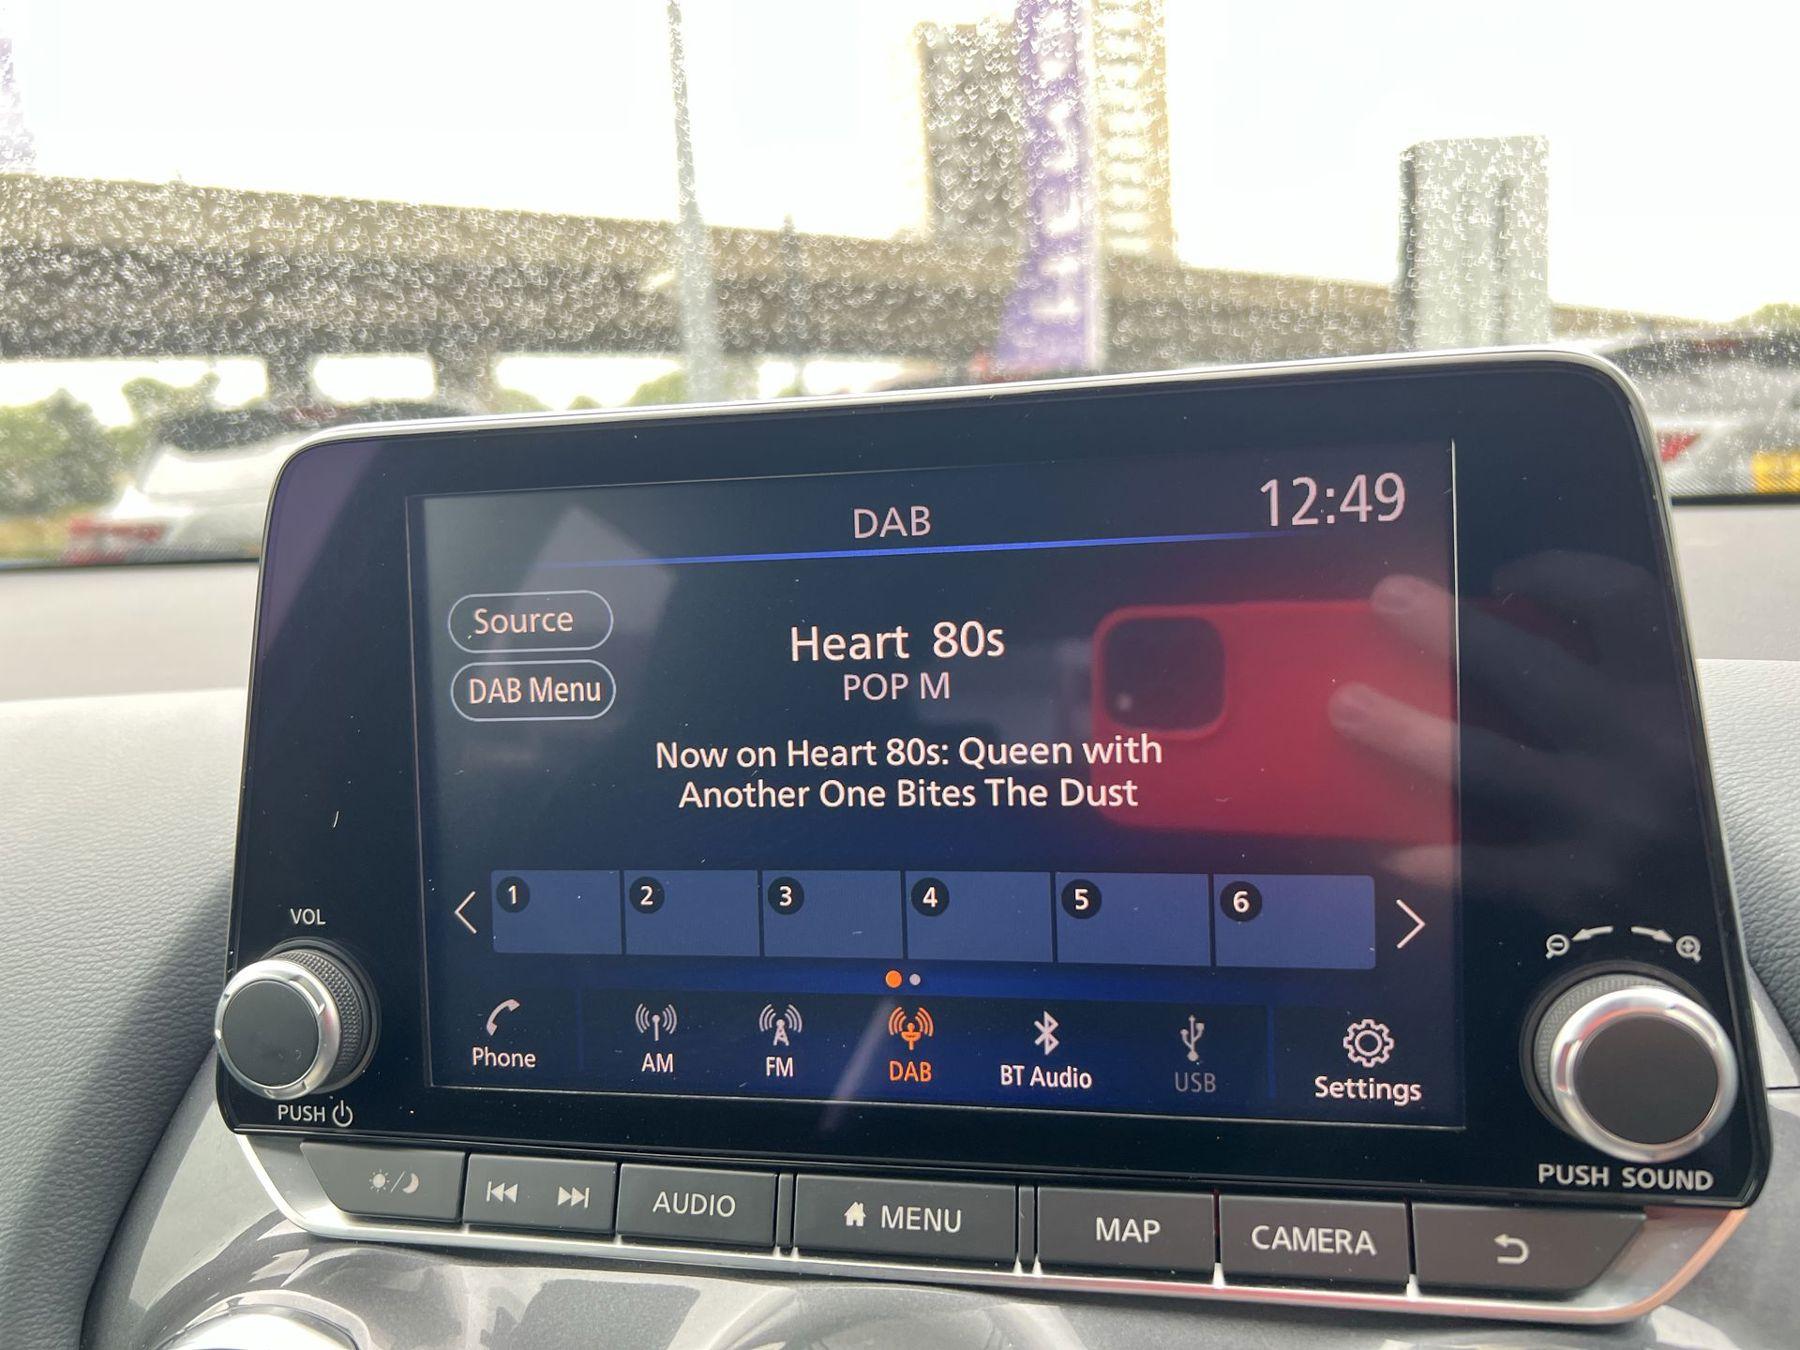 DAB
12:49
Source
Heart 80s
DAB Menu
POP M
Now on Heart 80s: Queen with
Another One Bites The Dust
1
2
3
4
5
6
VOL
Phone
AM
FM
DAB
BT Audio
USB
Settings
PUSH
PUSH SOUND
AUDIO
MENU
MAP
CAMERA